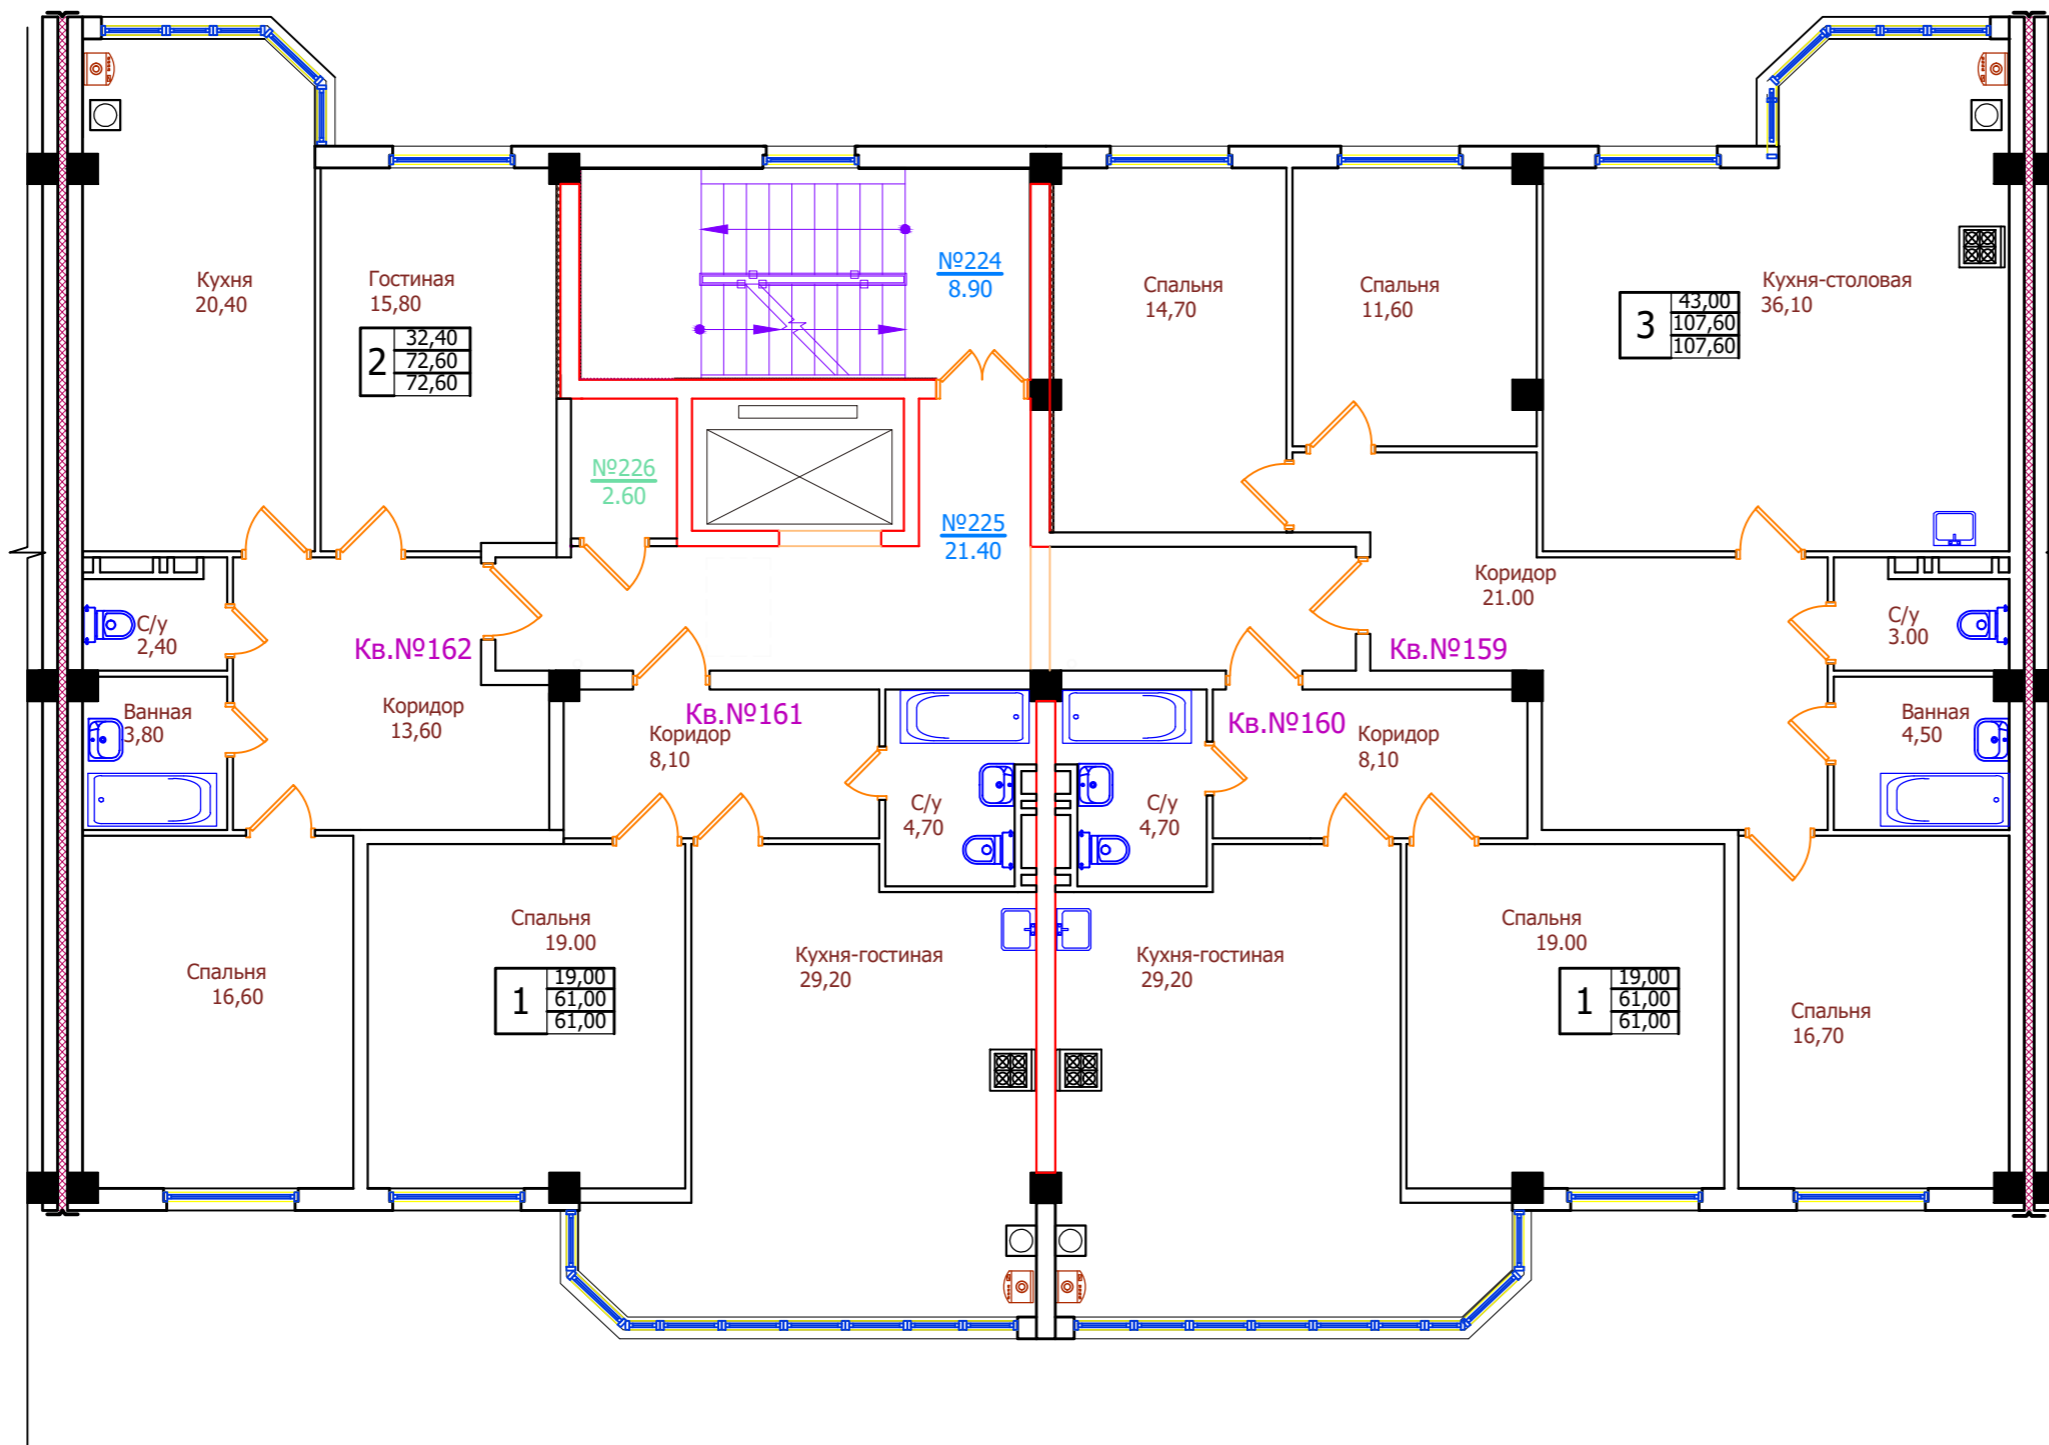 Кухня
20,40
Гостиная
15,80
2
32,40
72,60
72,60
№224
8.90
№226
2.60
№225
21.40
Спальня
14,70
Спальня
11,60
3
43,00
107,60
107,60
Кухня-столовая
36,10
С/у
2,40
Кв.№162
Ванная
3,80
Коридор
13,60
Кв.№161
Коридор
8,10
С/у
4,70
Коридор
21.00
Кв.№159
С/у
3.00
Кв.№160
Коридор
8,10
С/у
4,70
Ванная
4,50
Спальня
16,60
Спальня
19.00
1
19,00
61,00
61,00
Кухня-гостиная
29,20
Кухня-гостиная
29,20
Спальня
19.00
1
19,00
61,00
61,00
Спальня
16,70